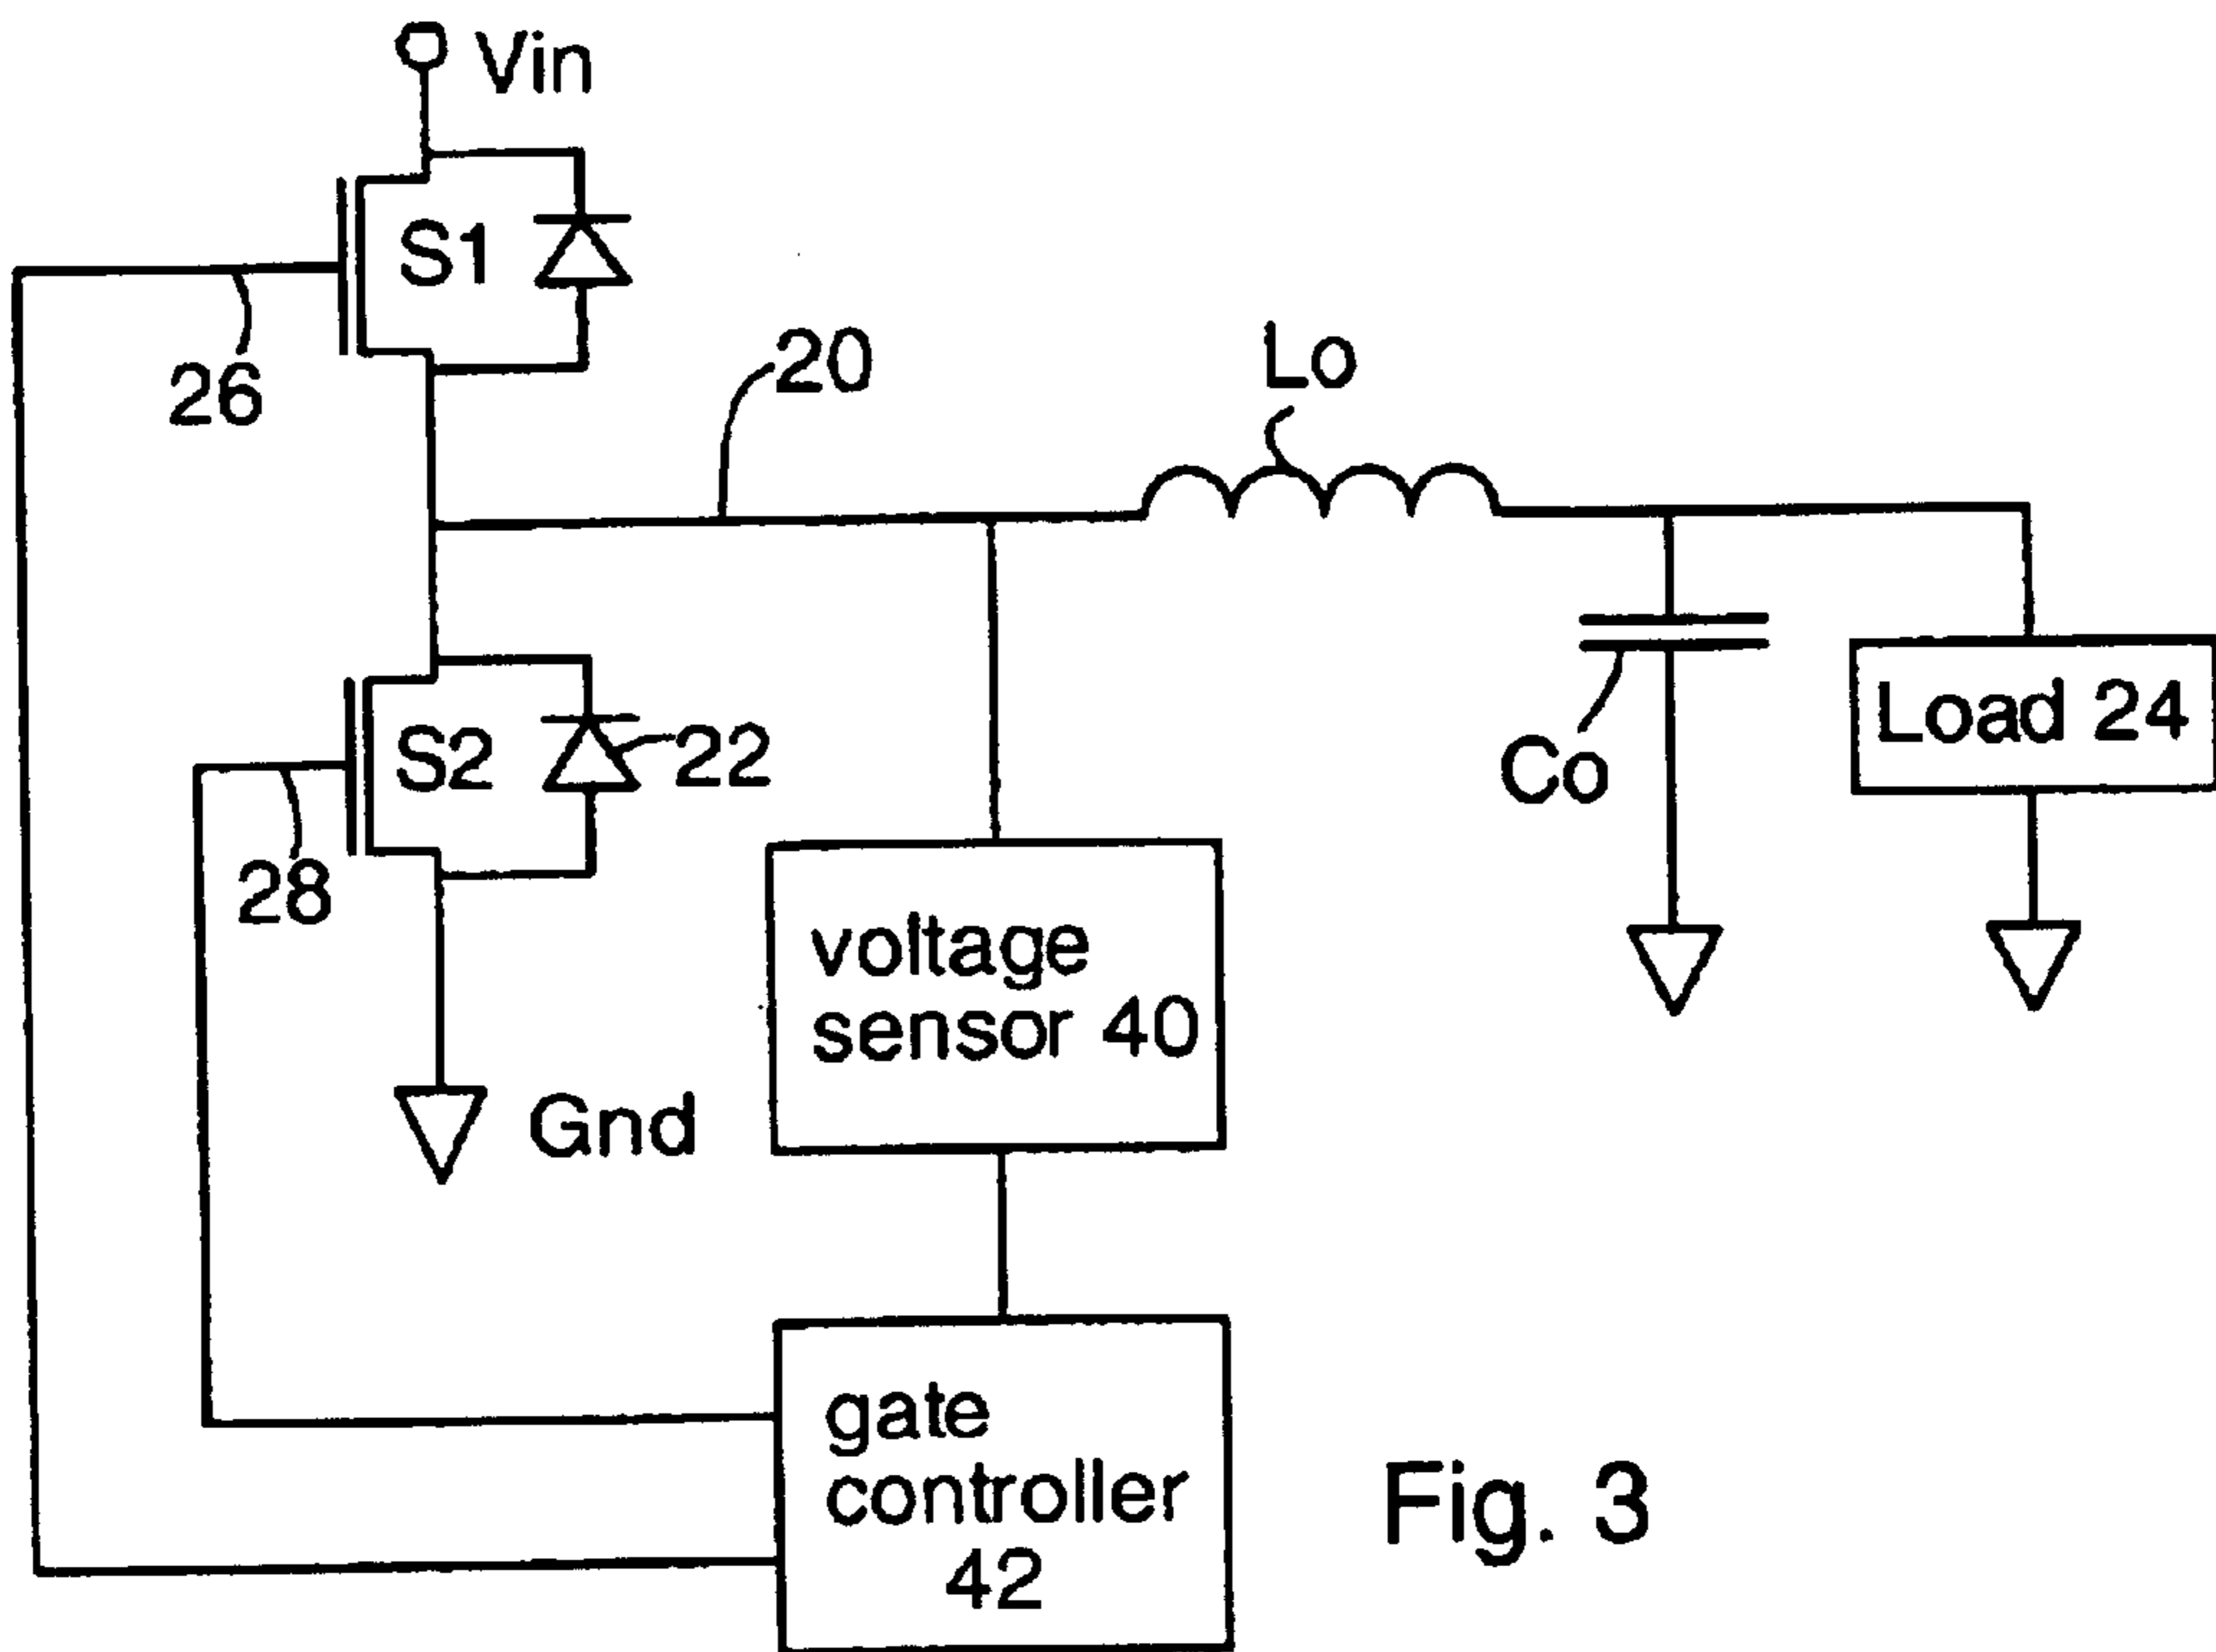 Vin
S1
26
20
Lo
S2
22
28
Co
Load 24
voltage
sensor 40
Gnd
gate
controller
42
Fig. 3